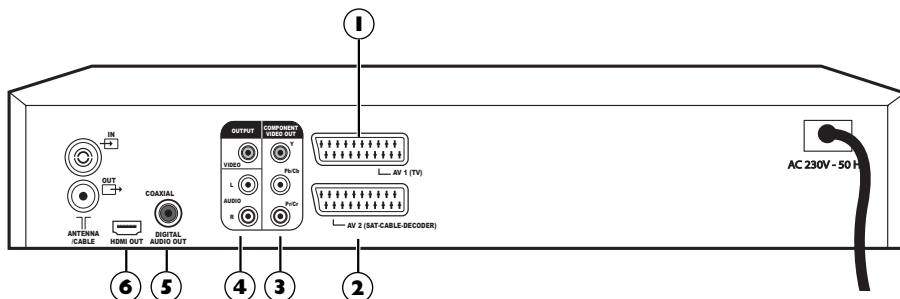 1
IN
OUT
ANTENNA
/CABLE
HDMI OUT
COAXIAL
DIGITAL
AUDIO OUT
OUTPUT
VIDEO
L
AUDIO
R
COMPONENT
VIDEO OUT
Y
Pb/Cb
Pr/Cr
AV 1 (TV)
AV 2 (SAT-CABLE-DECODER)
AC 230V - 50 H
6
5
4
3
2